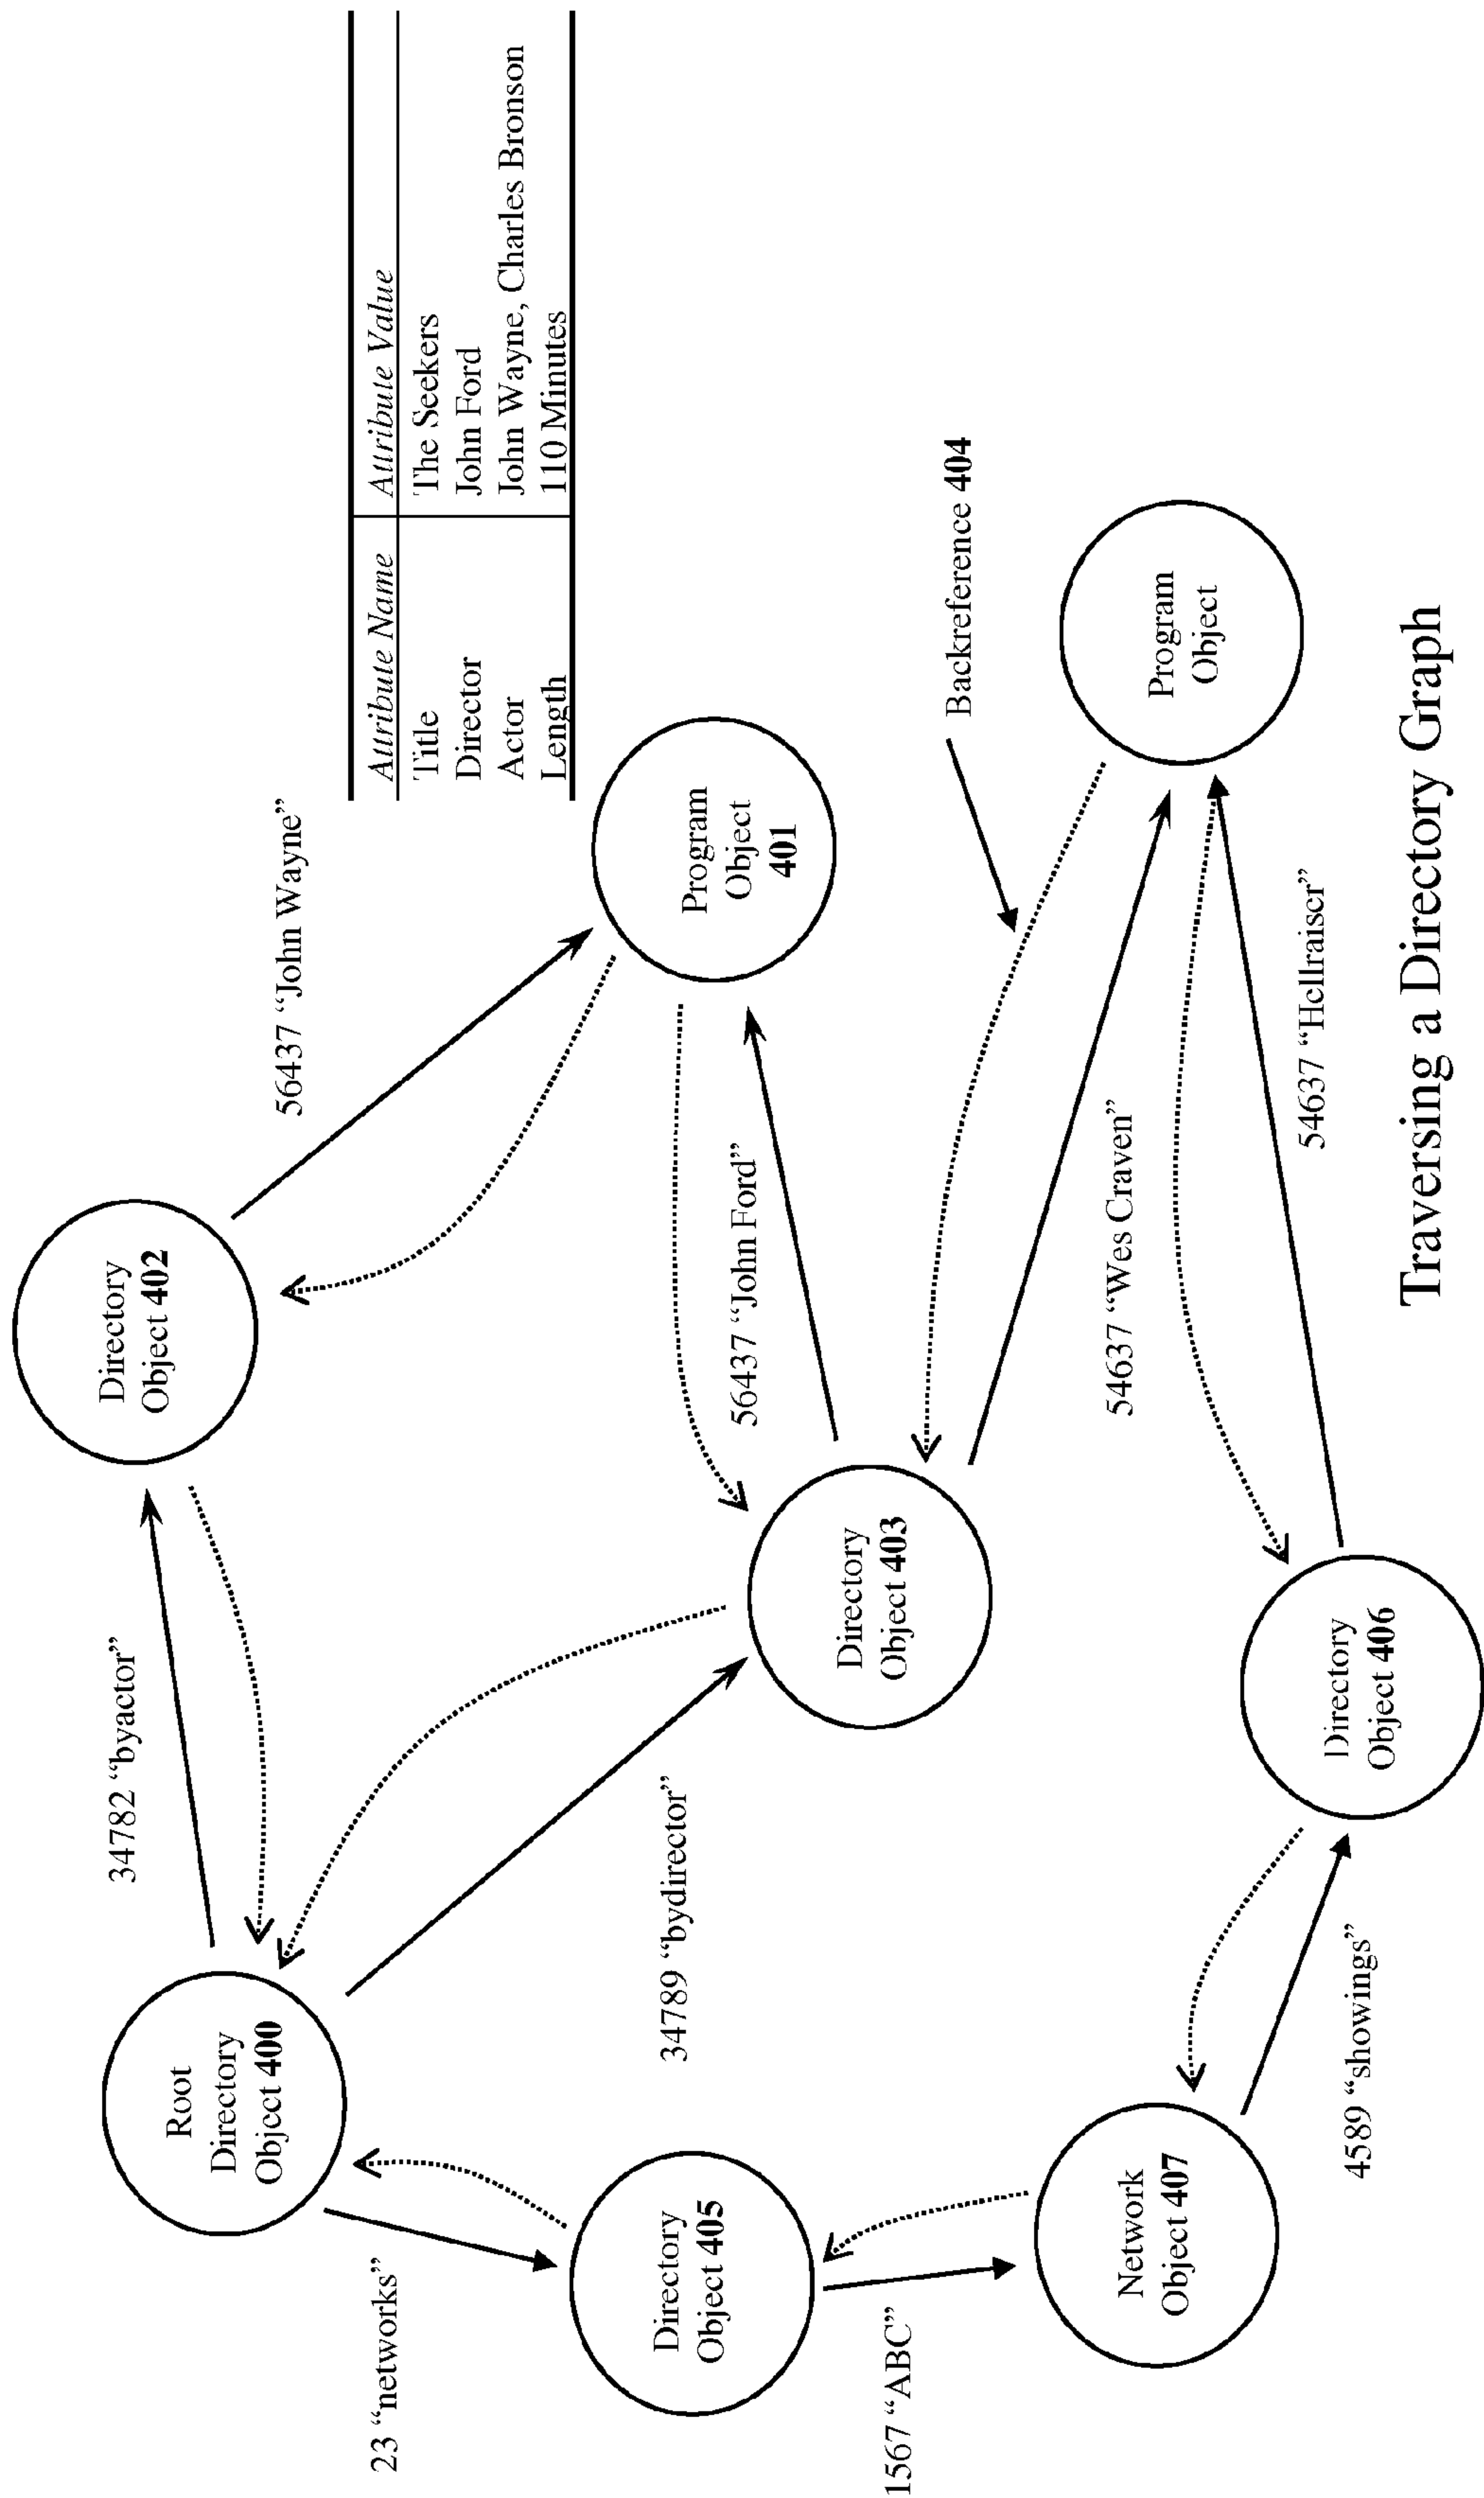 34782 “byactor”
56437 “John Wayne”
Root
Directory
Object 400
Directory
Object 402
Attribute Name Attribute Value
Title The Seekers
Director John Ford
Actor John Wayne, Charles Bronson
Length 110 Minutes
23 “networks”
34789 “bydirector”
56437 “John Ford”
Program
Object
401
Directory
Object 405
Directory
Object 403
Backreference 404
1567 “ABC”
54637 “Wes Craven”
Network
Object 407
Program
Object
4589 “showings”
Directory
Object 406
54637 “Hellraiser”
Traversing a Directory Graph